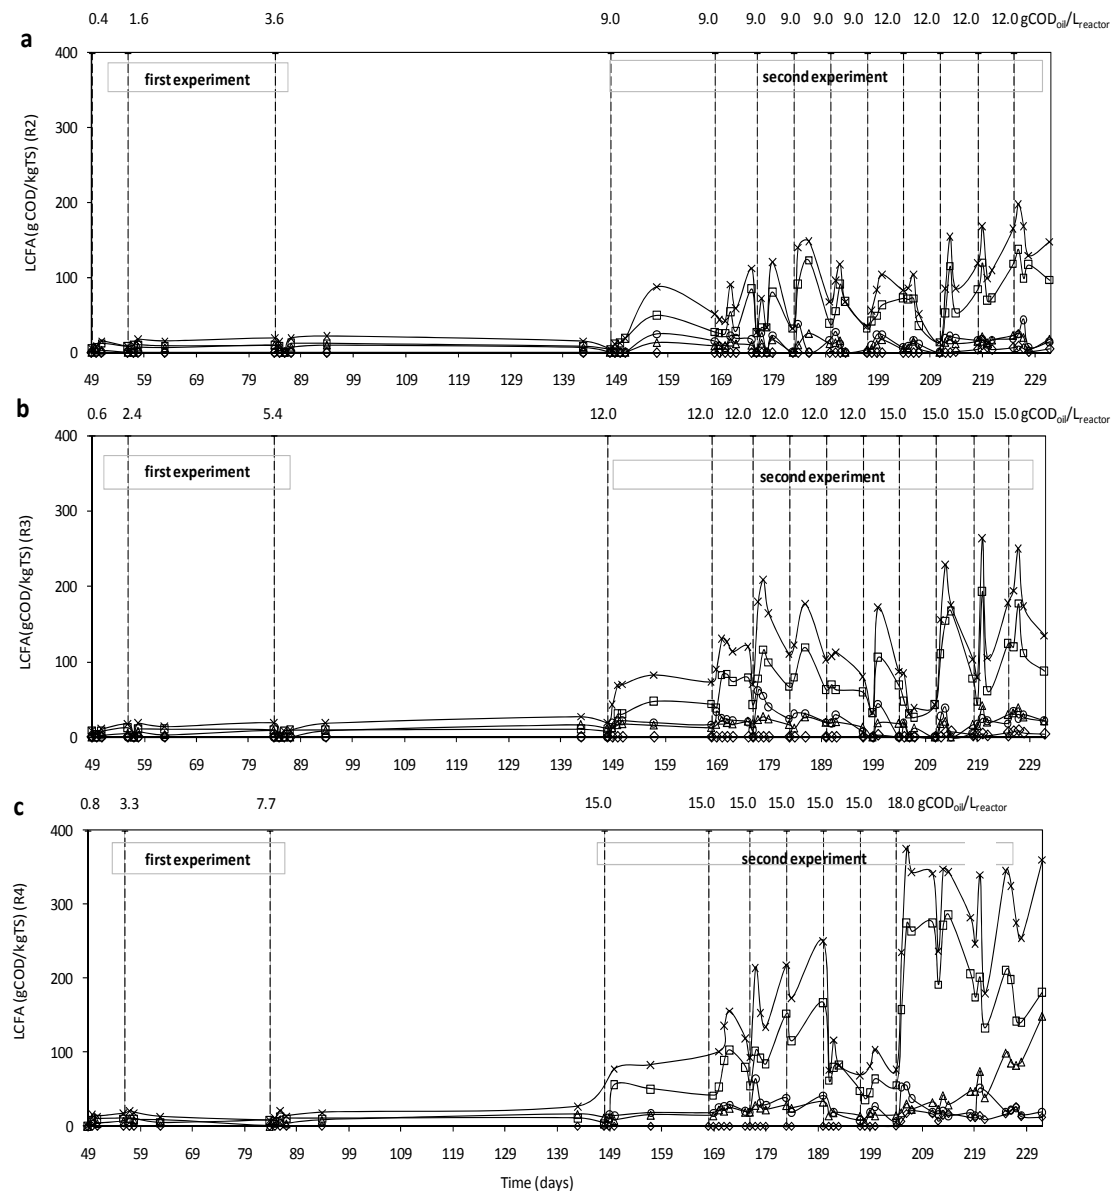 0.4 1.6 3.6 9.0 9.0 9.0 9.0 9.0 9.0 12.0 12.0 12.0 12.0 gCODoil/Lreactor
a
400
first experiment second experiment
300
200
100
0
LCFA(gCOD/kgTS) (R2)
49 59 69 79 89 99 109 119 129 139 149 159 169 179 189 199 209 219 229
0.6 2.4 5.4 12.0 12.0 12.0 12.0 12.0 12.0 15.0 15.0 15.0 15.0 gCODoil/Lreactor
b
400
first experiment second experiment
300
200
100
0
LCFA(gCOD/kgTS) (R3)
49 59 69 79 89 99 109 119 129 139 149 159 169 179 189 199 209 219 229
c
0.8 3.3 7.7 15.0 15.0 15.0 15.0 15.0 15.0 18.0 gCODoil/Lreactor
400
first experiment second experiment
300
200
100
0
LCFA (gCOD/kgTS) (R4)
49 59 69 79 89 99 109 119 129 139 149 159 169 179 189 199 209 219 229
Time (days)